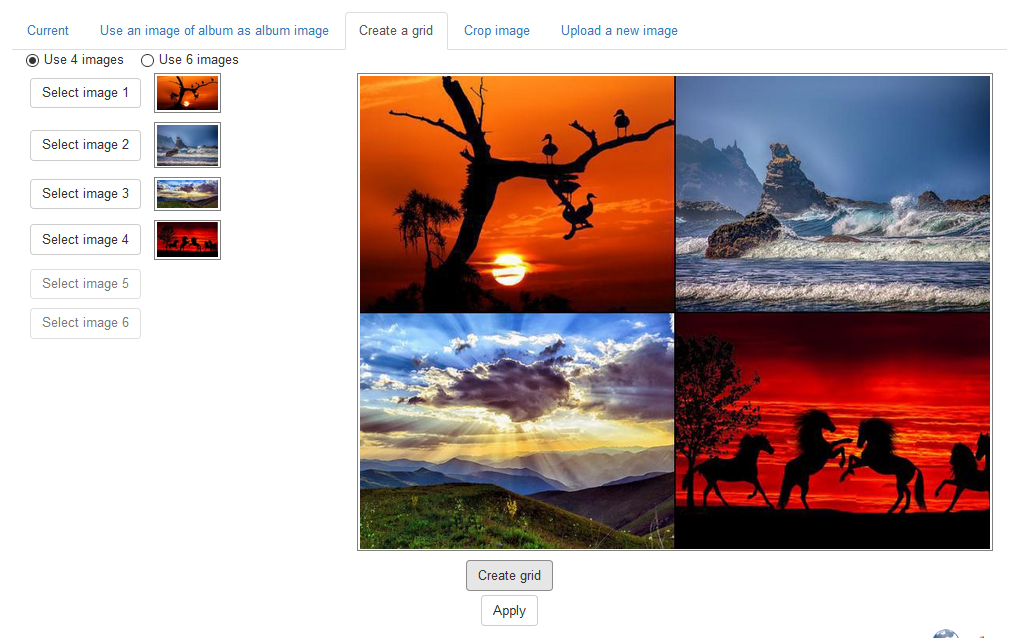 Current Use an image of album as album image Create a grid Crop image Upload a new image
Use 4 images Use 6 images
Select image 1
Select image 2
Select image 3
Select image 4
Select image 5
Select image 6
Create grid
Apply